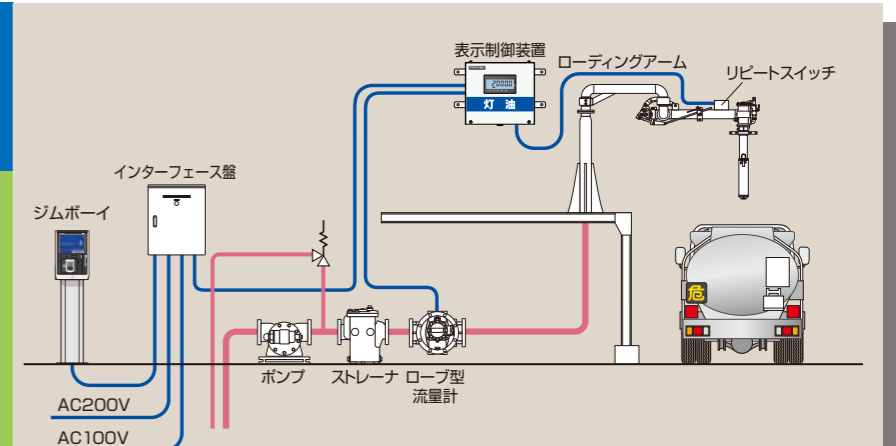 表示制御装置
ローディングアーム
リピートスイッチ
灯油
インターフェース盤
ジムボーイ
危
ポンプ
ストレーナ
ローブ型
流量計
AC200V
AC100V